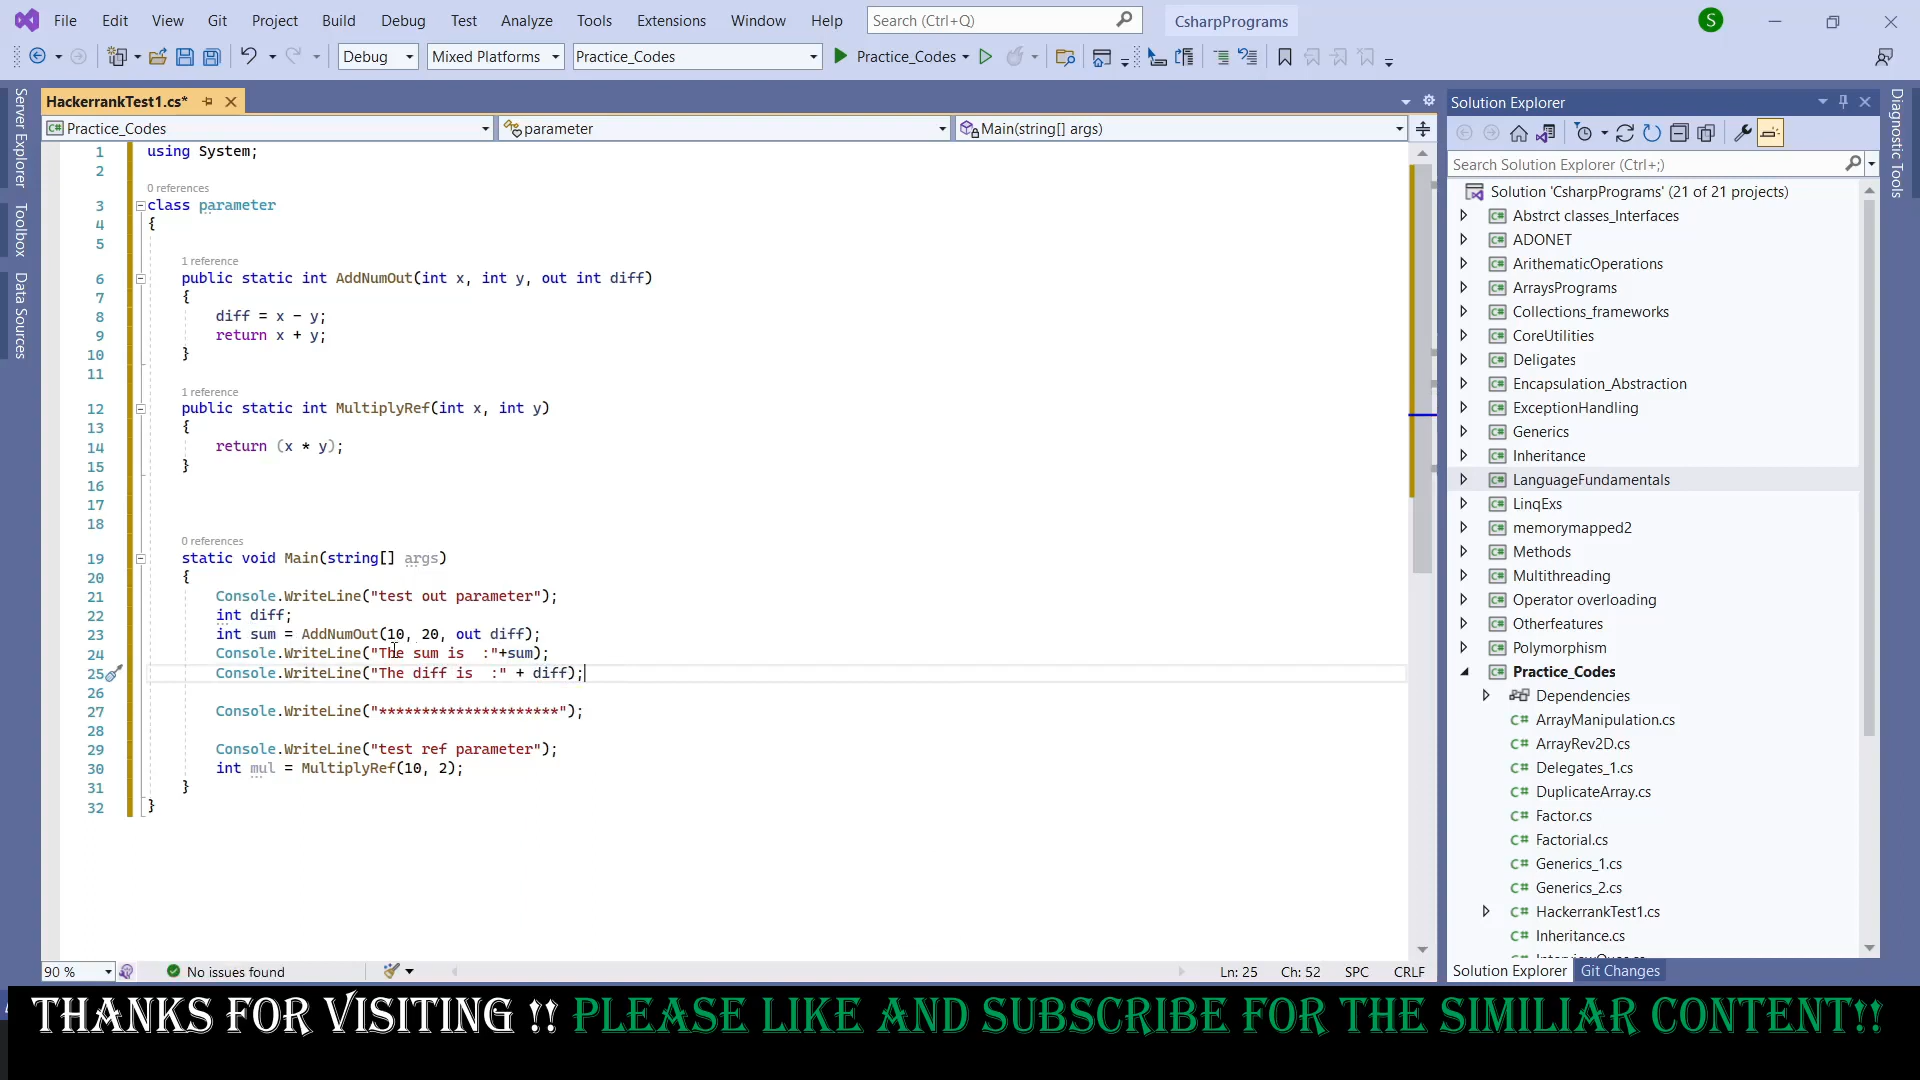 File Edit View Git Project Build Debug Test Analyze Tools Extensions Window Help Search (Ctrl+Q) CsharpPrograms S
Debug Mixed Platforms Practice_Codes Practice_Codes
Server Explorer
Toolbox
Data Sources
HackerrankTest1.cs*
Practice_Codes parameter Main(string[] args)
1 using System;
2
0 references
3 class parameter
4 {
5
1 reference
6 public static int AddNumOut(int x, int y, out int diff)
7 {
8 diff = x - y;
9 return x + y;
10 }
11
1 reference
12 public static int MultiplyRef(int x, int y)
13 {
14 return (x * y);
15 }
16
17
18
0 references
19 static void Main(string[] args)
20 {
21 Console.WriteLine("test out parameter");
22 int diff;
23 int sum = AddNumOut(10, 20, out diff);
24 Console.WriteLine("The sum is  :"+sum);
25 Console.WriteLine("The diff is  :" + diff);
26
27 Console.WriteLine("*********************");
28
29 Console.WriteLine("test ref parameter");
30 int mul = MultiplyRef(10, 2);
31 }
32 }
90 % No issues found Ln: 25 Ch: 52 SPC CRLF
Solution Explorer
Search Solution Explorer (Ctrl+;)
Solution 'CsharpPrograms' (21 of 21 projects)
C# Abstrct classes_Interfaces
C# ADONET
C# ArithematicOperations
C# ArraysPrograms
C# Collections_frameworks
C# CoreUtilities
C# Deligates
C# Encapsulation_Abstraction
C# ExceptionHandling
C# Generics
C# Inheritance
C# LanguageFundamentals
C# LinqExs
C# memorymapped2
C# Methods
C# Multithreading
C# Operator overloading
C# Otherfeatures
C# Polymorphism
C# Practice_Codes
Dependencies
C# ArrayManipulation.cs
C# ArrayRev2D.cs
C# Delegates_1.cs
C# DuplicateArray.cs
C# Factor.cs
C# Factorial.cs
C# Generics_1.cs
C# Generics_2.cs
C# HackerrankTest1.cs
C# Inheritance.cs
Solution Explorer Git Changes
Diagnostic Tools
THANKS FOR VISITING !! PLEASE LIKE AND SUBSCRIBE FOR THE SIMILIAR CONTENT!!